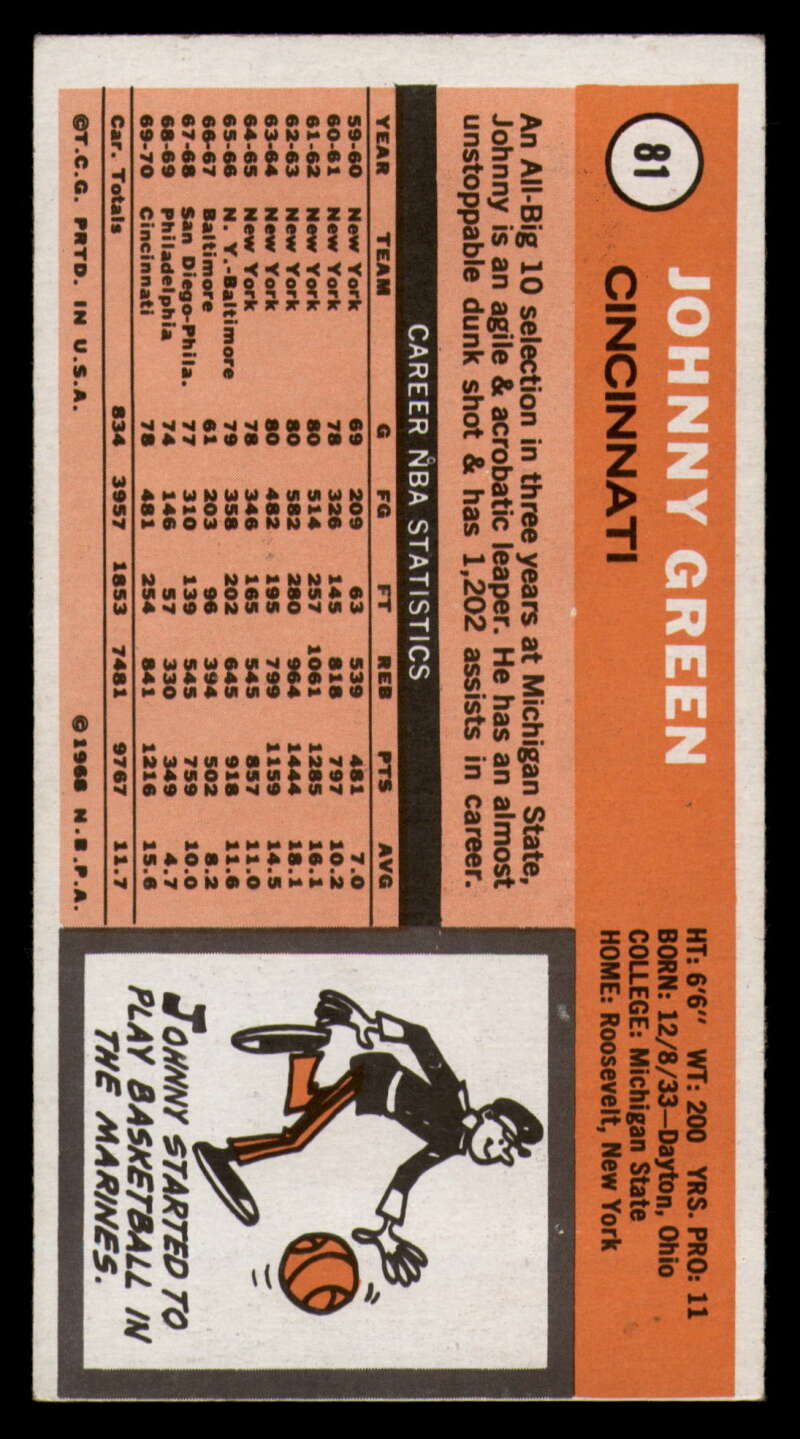 81
JOHNNY GREEN
CINCINNATI
HT: 6'6" WT: 200 YRS. PRO: 11
BORN: 12/8/33—Dayton, Ohio
COLLEGE: Michigan State
HOME: Roosevelt, New York
An All-Big 10 selection in three years at Michigan State,
Johnny is an agile & acrobatic leaper. He has an almost
unstoppable dunk shot & has 1,202 assists in career.
CAREER NBA STATISTICS
YEAR TEAM G FG FT REB PTS AVG
59-60 New York 69 209 63 539 481 7.0
60-61 New York 78 326 145 818 797 10.2
61-62 New York 80 514 257 1061 1285 16.1
62-63 New York 80 582 280 964 1444 18.1
63-64 New York 80 482 195 799 1159 14.5
64-65 New York 78 346 165 545 857 11.0
65-66 N. Y.-Baltimore 79 358 202 645 918 11.6
66-67 Baltimore 61 203 96 394 502 8.2
67-68 San Diego-Phila. 77 310 139 545 759 10.0
68-69 Philadelphia 74 146 57 330 349 4.7
69-70 Cincinnati 78 481 254 841 1216 15.6
Car. Totals 834 3957 1853 7481 9767 11.7
©T.C.G. PRTD. IN U.S.A. ©1968 N.B.P.A.
JOHNNY STARTED TO
PLAY BASKETBALL IN
THE MARINES.